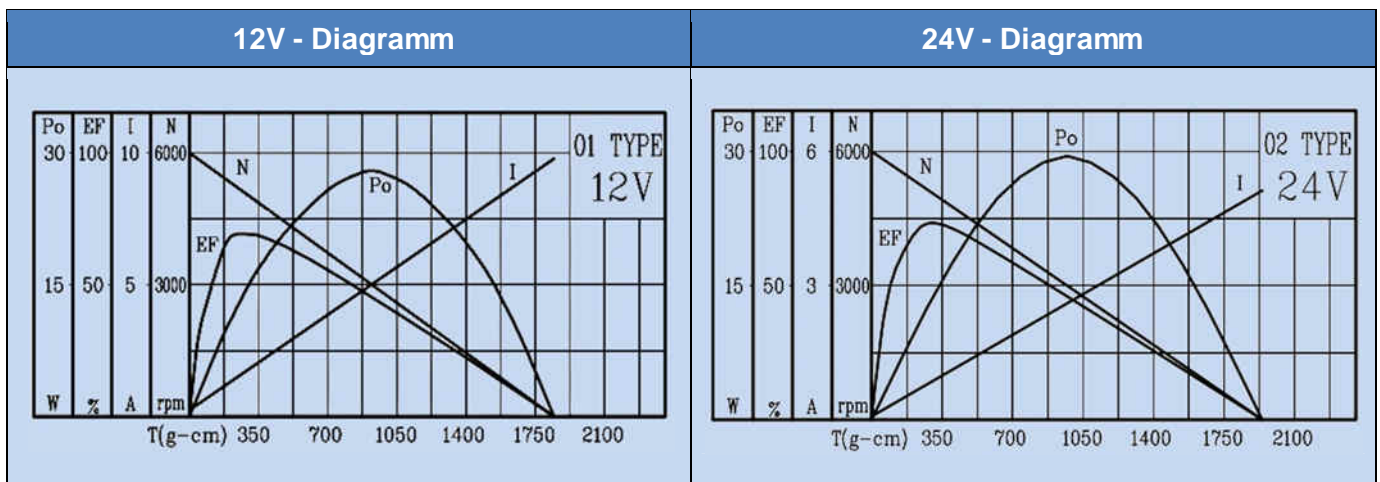 12V - Diagramm
24V - Diagramm
Po EF I N
30 100 10 6000
N
Po
I
01 TYPE
12V
EF
15 50 5 3000
W % A rpm
T(g-cm) 350 700 1050 1400 1750 2100
Po EF I N
30 100 6 6000
N
Po
I
02 TYPE
24V
EF
15 50 3 3000
W % A rpm
T(g-cm) 350 700 1050 1400 1750 2100